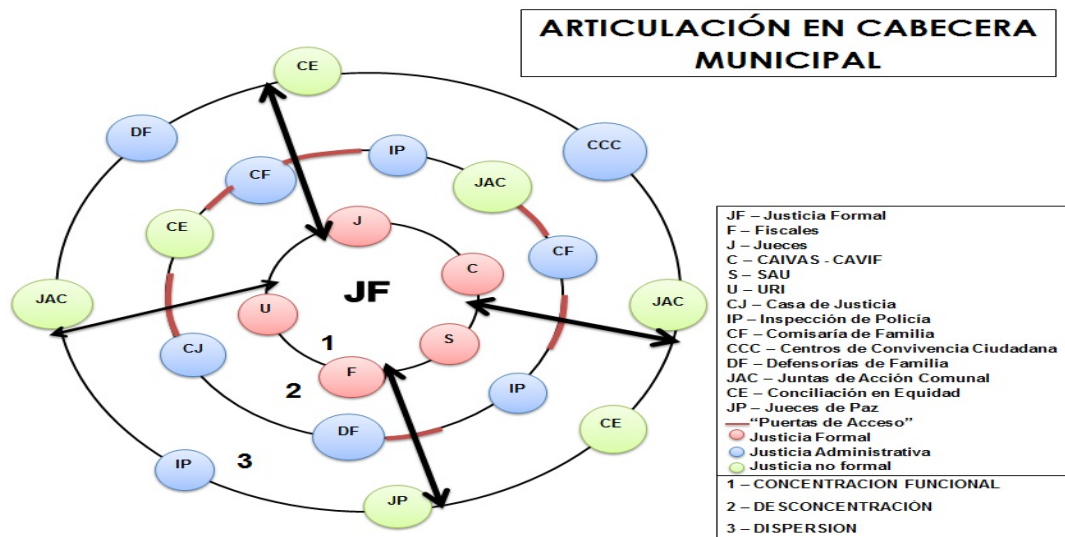 ARTICULACIÓN EN CABECERA
MUNICIPAL
CE
DF
CCC
IP
CF
JAC
J
CE
CF
C
JF
JAC
U
JAC
S
1
CJ
F
2
IP
DF
CE
3
IP
JP
JF – Justicia Formal
F – Fiscales
J – Jueces
C – CAIVAS - CAVIF
S – SAU
U – URI
CJ – Casa de Justicia
IP – Inspección de Policía
CF – Comisaría de Familia
CCC – Centros de Convivencia Ciudadana
DF – Defensorías de Familia
JAC – Juntas de Acción Comunal
CE – Conciliación en Equidad
JP – Jueces de Paz
"Puertas de Acceso"
Justicia Formal
Justicia Administrativa
Justicia no formal
1 – CONCENTRACION FUNCIONAL
2 – DESCONCENTRACIÓN
3 – DISPERSION